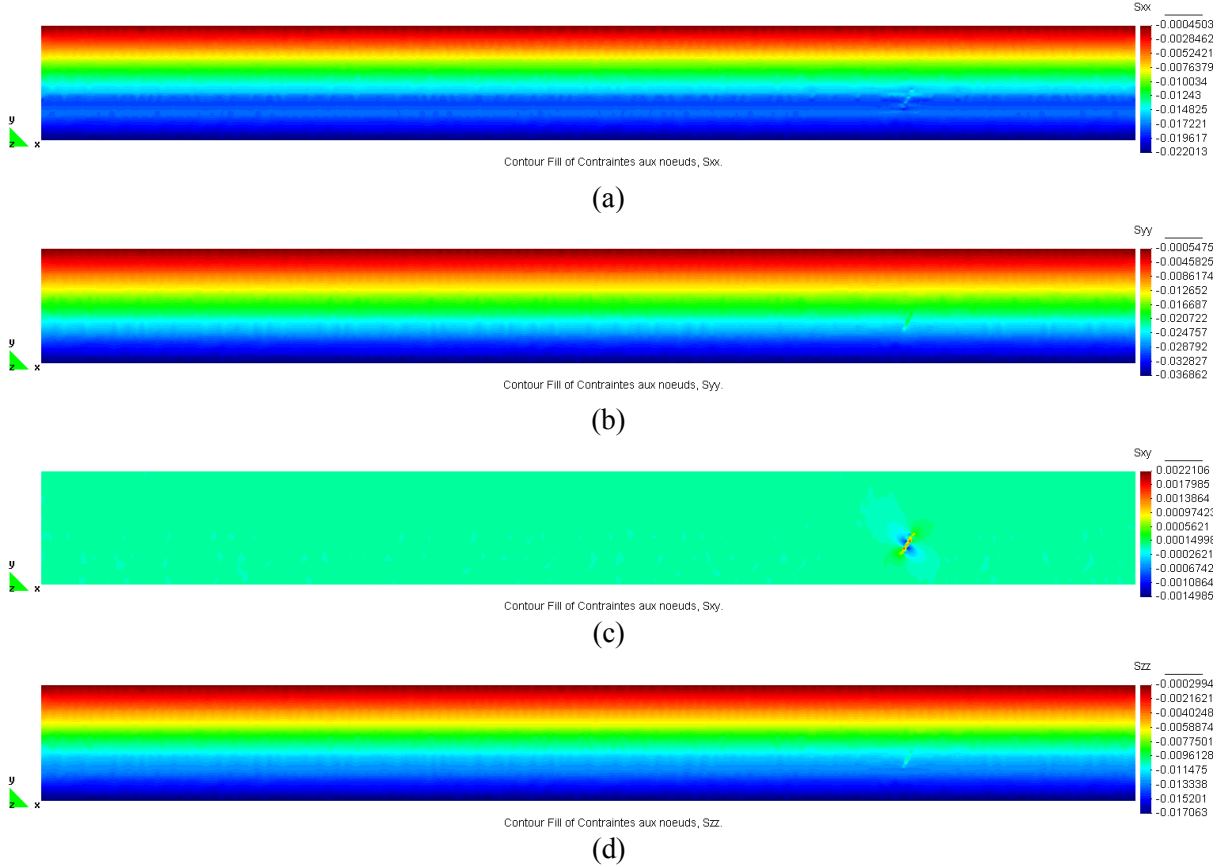 Sxx
-0.0004503
-0.0028462
-0.0052421
-0.0076379
-0.010034
-0.01243
-0.014825
-0.017221
-0.019617
-0.022013
y
z x
Contour Fill of Contraintes aux noeuds, Sxx.
(a)
Syy
-0.0005475
-0.0045825
-0.0086174
-0.012652
-0.016687
-0.020722
-0.024757
-0.028792
-0.032827
-0.036862
y
z x
Contour Fill of Contraintes aux noeuds, Syy.
(b)
Sxy
0.0022106
0.0017985
0.0013864
0.00097423
0.0005621
0.00014998
-0.0002621
-0.0006742
-0.0010864
-0.0014985
y
z x
Contour Fill of Contraintes aux noeuds, Sxy.
(c)
Szz
-0.0002994
-0.0021621
-0.0040248
-0.0058874
-0.0077501
-0.0096128
-0.011475
-0.013338
-0.015201
-0.017063
y
z x
Contour Fill of Contraintes aux noeuds, Szz.
(d)